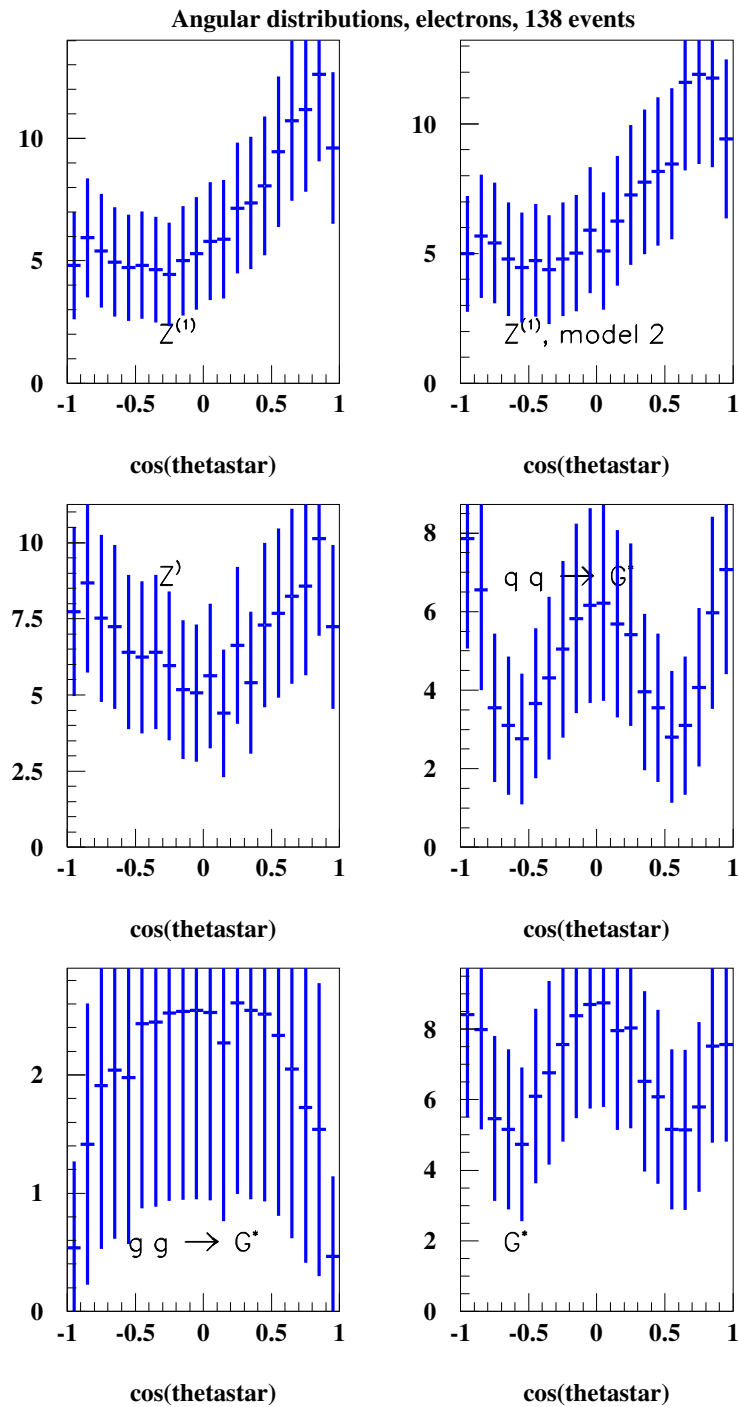 Angular distributions, electrons, 138 events
10
5
0
Z(1)
-1 -0.5 0 0.5 1
cos(thetastar)
10
5
0
Z(1), model 2
-1 -0.5 0 0.5 1
cos(thetastar)
10
7.5
5
2.5
0
Z)
-1 -0.5 0 0.5 1
cos(thetastar)
8
6
4
2
0
q q → G*
-1 -0.5 0 0.5 1
cos(thetastar)
2
1
0
g g → G*
-1 -0.5 0 0.5 1
cos(thetastar)
8
6
4
2
0
G*
-1 -0.5 0 0.5 1
cos(thetastar)